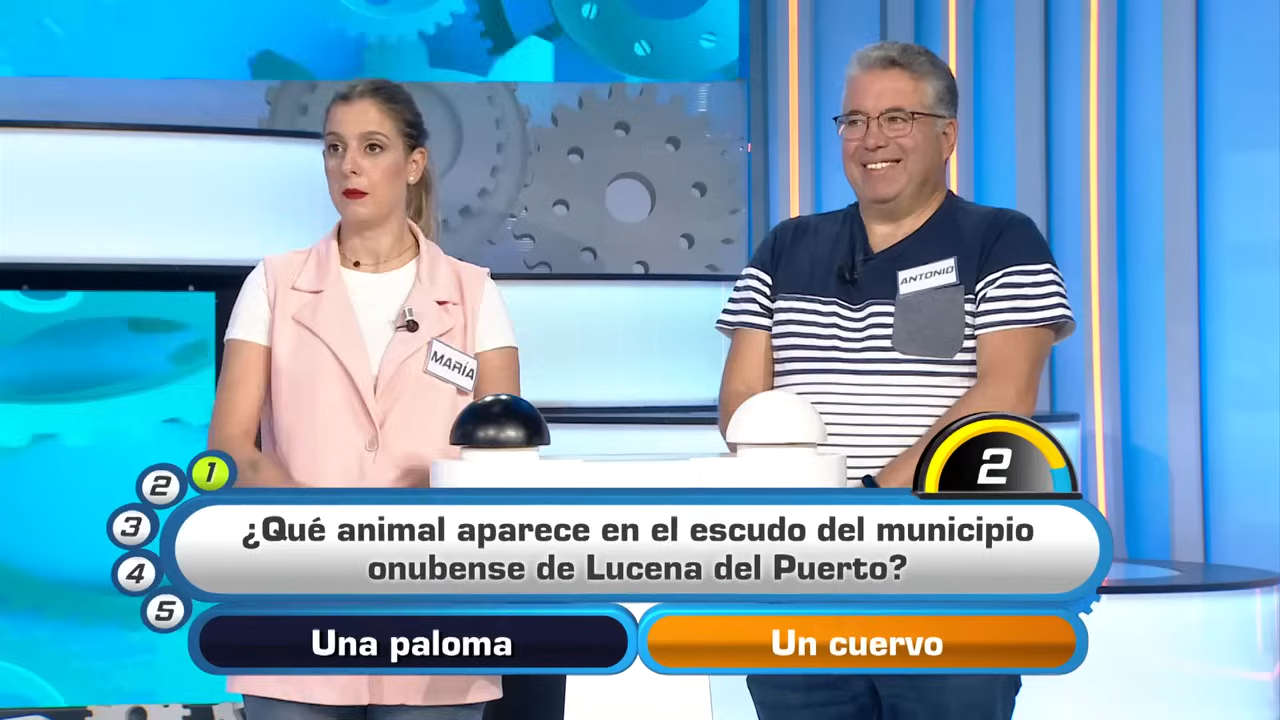 ANTONIO
MARÍA
2
1
2
3
4
5
¿Qué animal aparece en el escudo del municipio
onubense de Lucena del Puerto?
Una paloma
Un cuervo